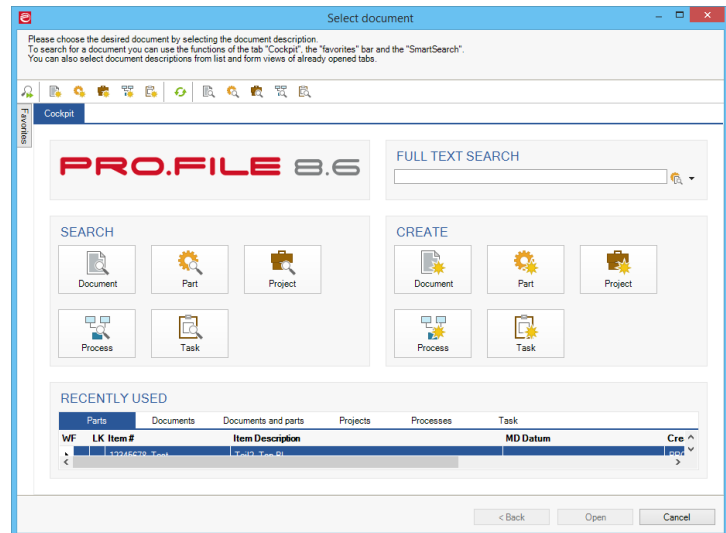 Select document
Please choose the desired document by selecting the document description.
To search for a document you can use the functions of the tab "Cockpit", the "favorites" bar and the "SmartSearch".
You can also select document descriptions from list and form views of already opened tabs.
Favorites
Cockpit
PRO.FILE 8.6
FULL TEXT SEARCH
SEARCH
Document Part Project
Process Task
CREATE
Document Part Project
Process Task
RECENTLY USED
Parts Documents Documents and parts Projects Processes Task
WF LK Item # Item Description MD Datum Cre
< Back Open Cancel